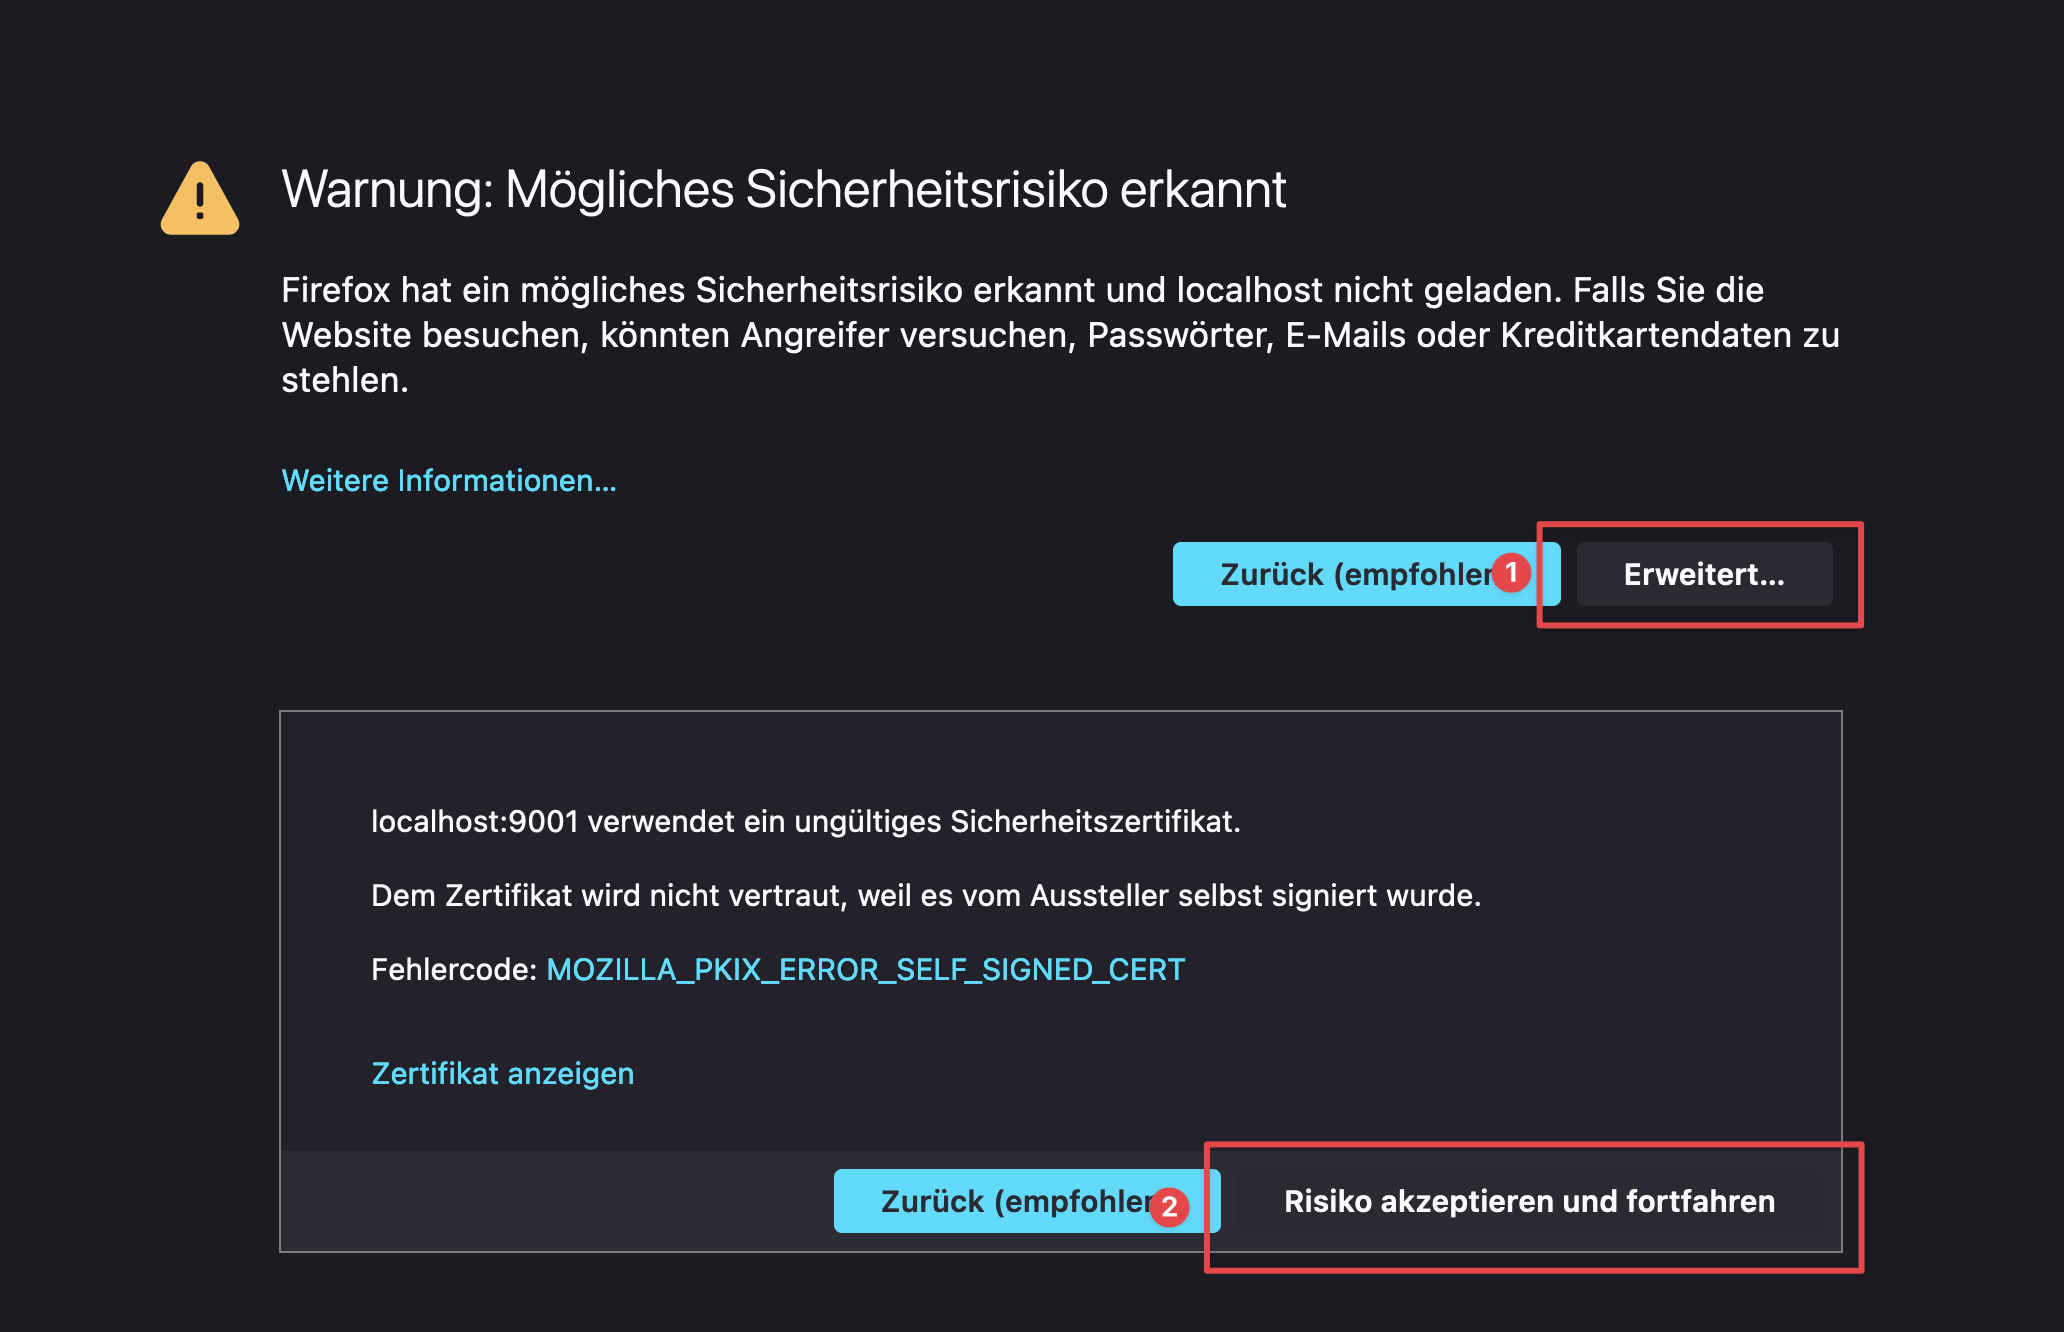 Warnung: Mögliches Sicherheitsrisiko erkannt
Firefox hat ein mögliches Sicherheitsrisiko erkannt und localhost nicht geladen. Falls Sie die
Website besuchen, könnten Angreifer versuchen, Passwörter, E-Mails oder Kreditkartendaten zu
stehlen.
Weitere Informationen...
Zurück (empfohlen 1 Erweitert...
localhost:9001 verwendet ein ungültiges Sicherheitszertifikat.
Dem Zertifikat wird nicht vertraut, weil es vom Aussteller selbst signiert wurde.
Fehlercode: MOZILLA_PKIX_ERROR_SELF_SIGNED_CERT
Zertifikat anzeigen
Zurück (empfohlen 2 Risiko akzeptieren und fortfahren